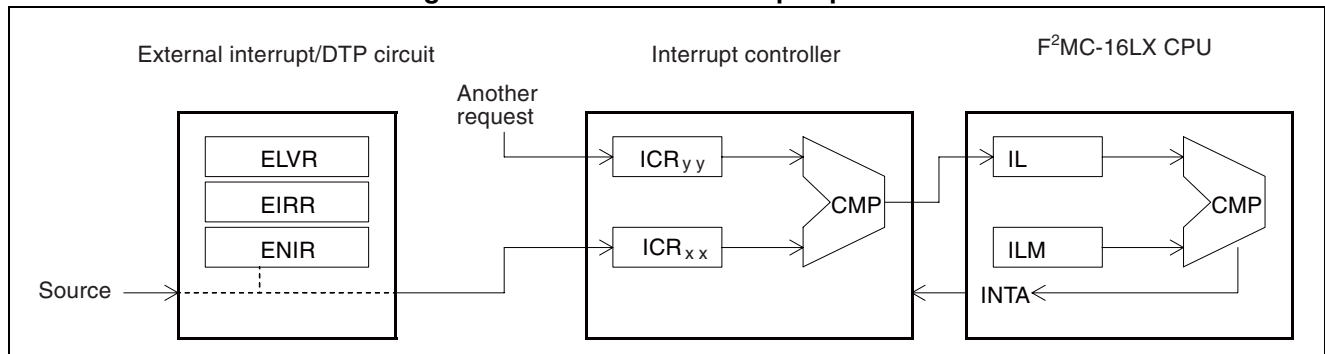 External interrupt/DTP circuit
Interrupt controller
F²MC-16LX CPU
Another
request
ELVR
EIRR
ENIR
Source
ICRyy
ICRxx
CMP
IL
ILM
CMP
INTA